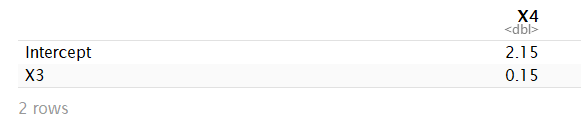 X4
<dbl>
Intercept 2.15
X3 0.15
2 rows